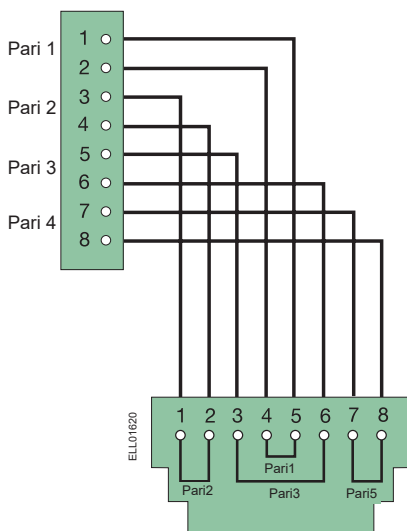 Pari 1
1
2
Pari 2
3
4
Pari 3
5
6
Pari 4
7
8
ELL01620
1 2 3 4 5 6 7 8
Pari1
Pari2 Pari3 Pari5